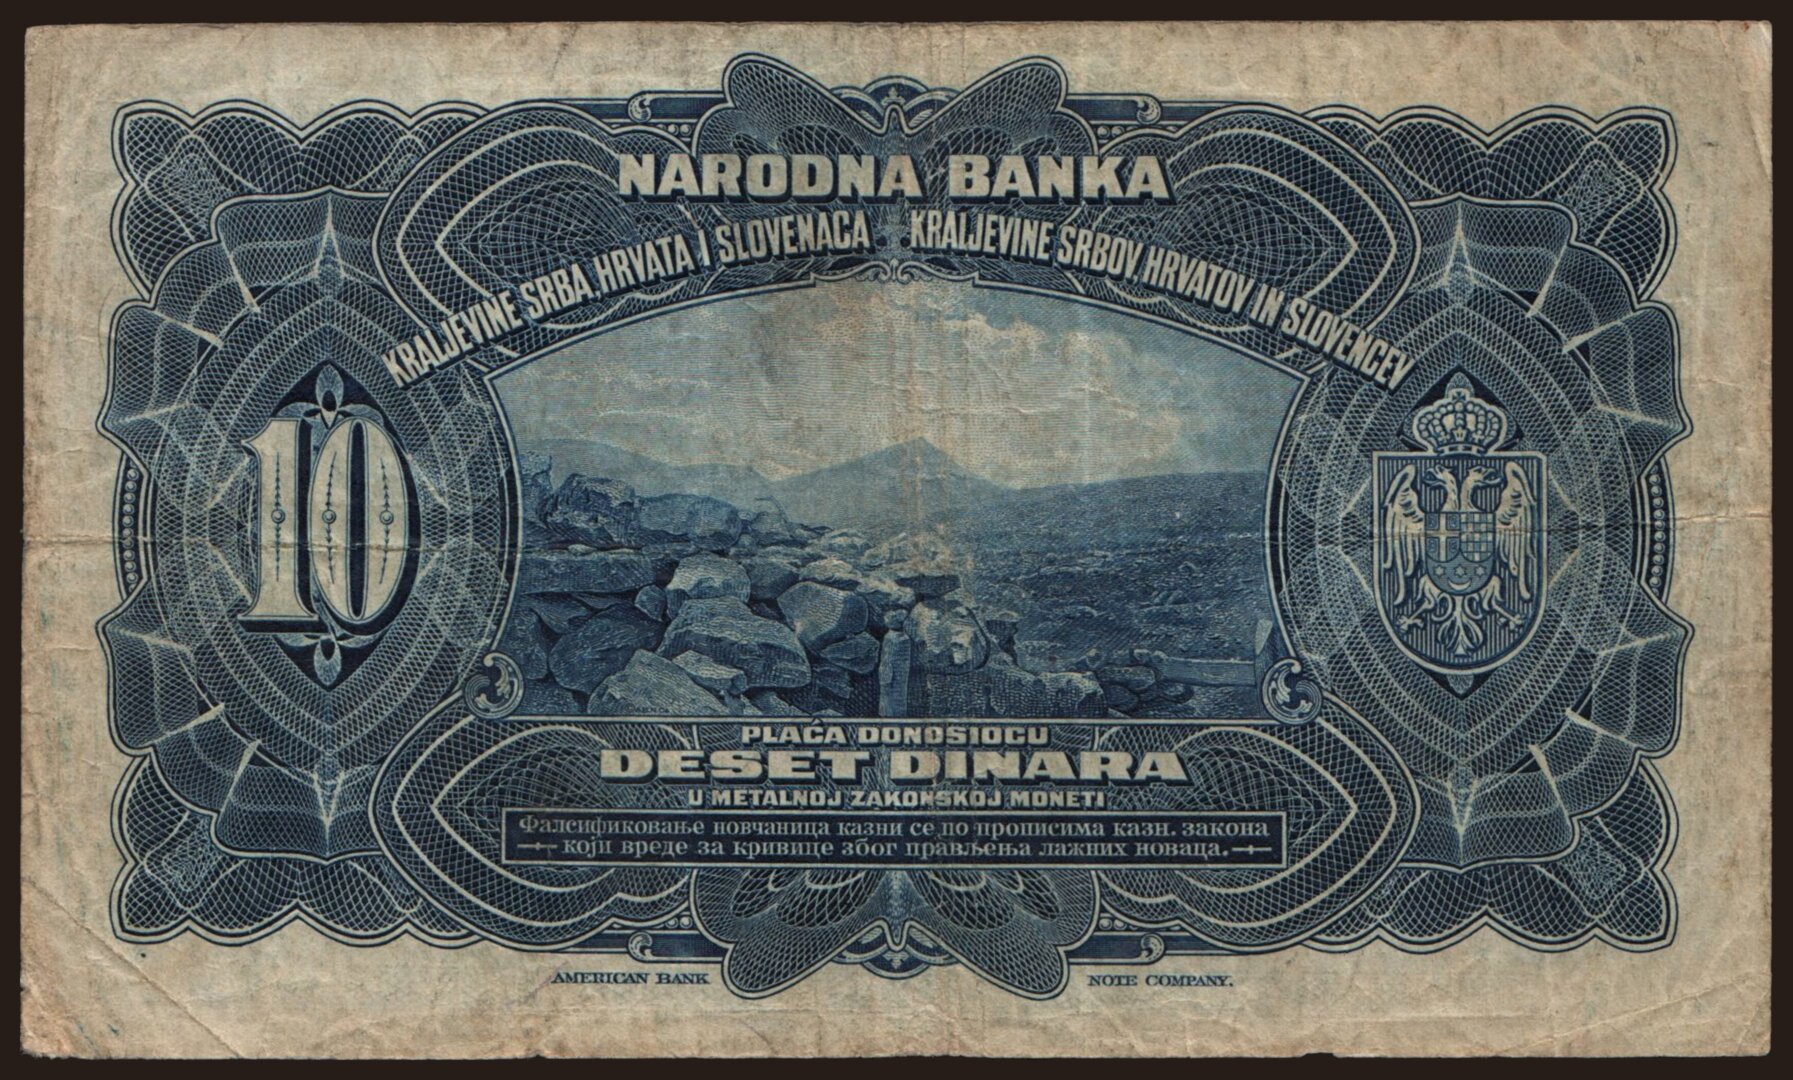 NARODNA BANKA
KRALJEVINE SRBA, HRVATA I SLOVENACA
KRALJEVINE SRBOV, HRVATOV IN SLOVENCEV
10
PLAĆA DONOSIOCU
DESET DINARA
U METALNOJ ZAKONSKOJ MONETI
Фалсификовање новчаница казни се по прописима казн. закона
који вреде за кривице због прављења лажних новаца.
AMERICAN BANK NOTE COMPANY.